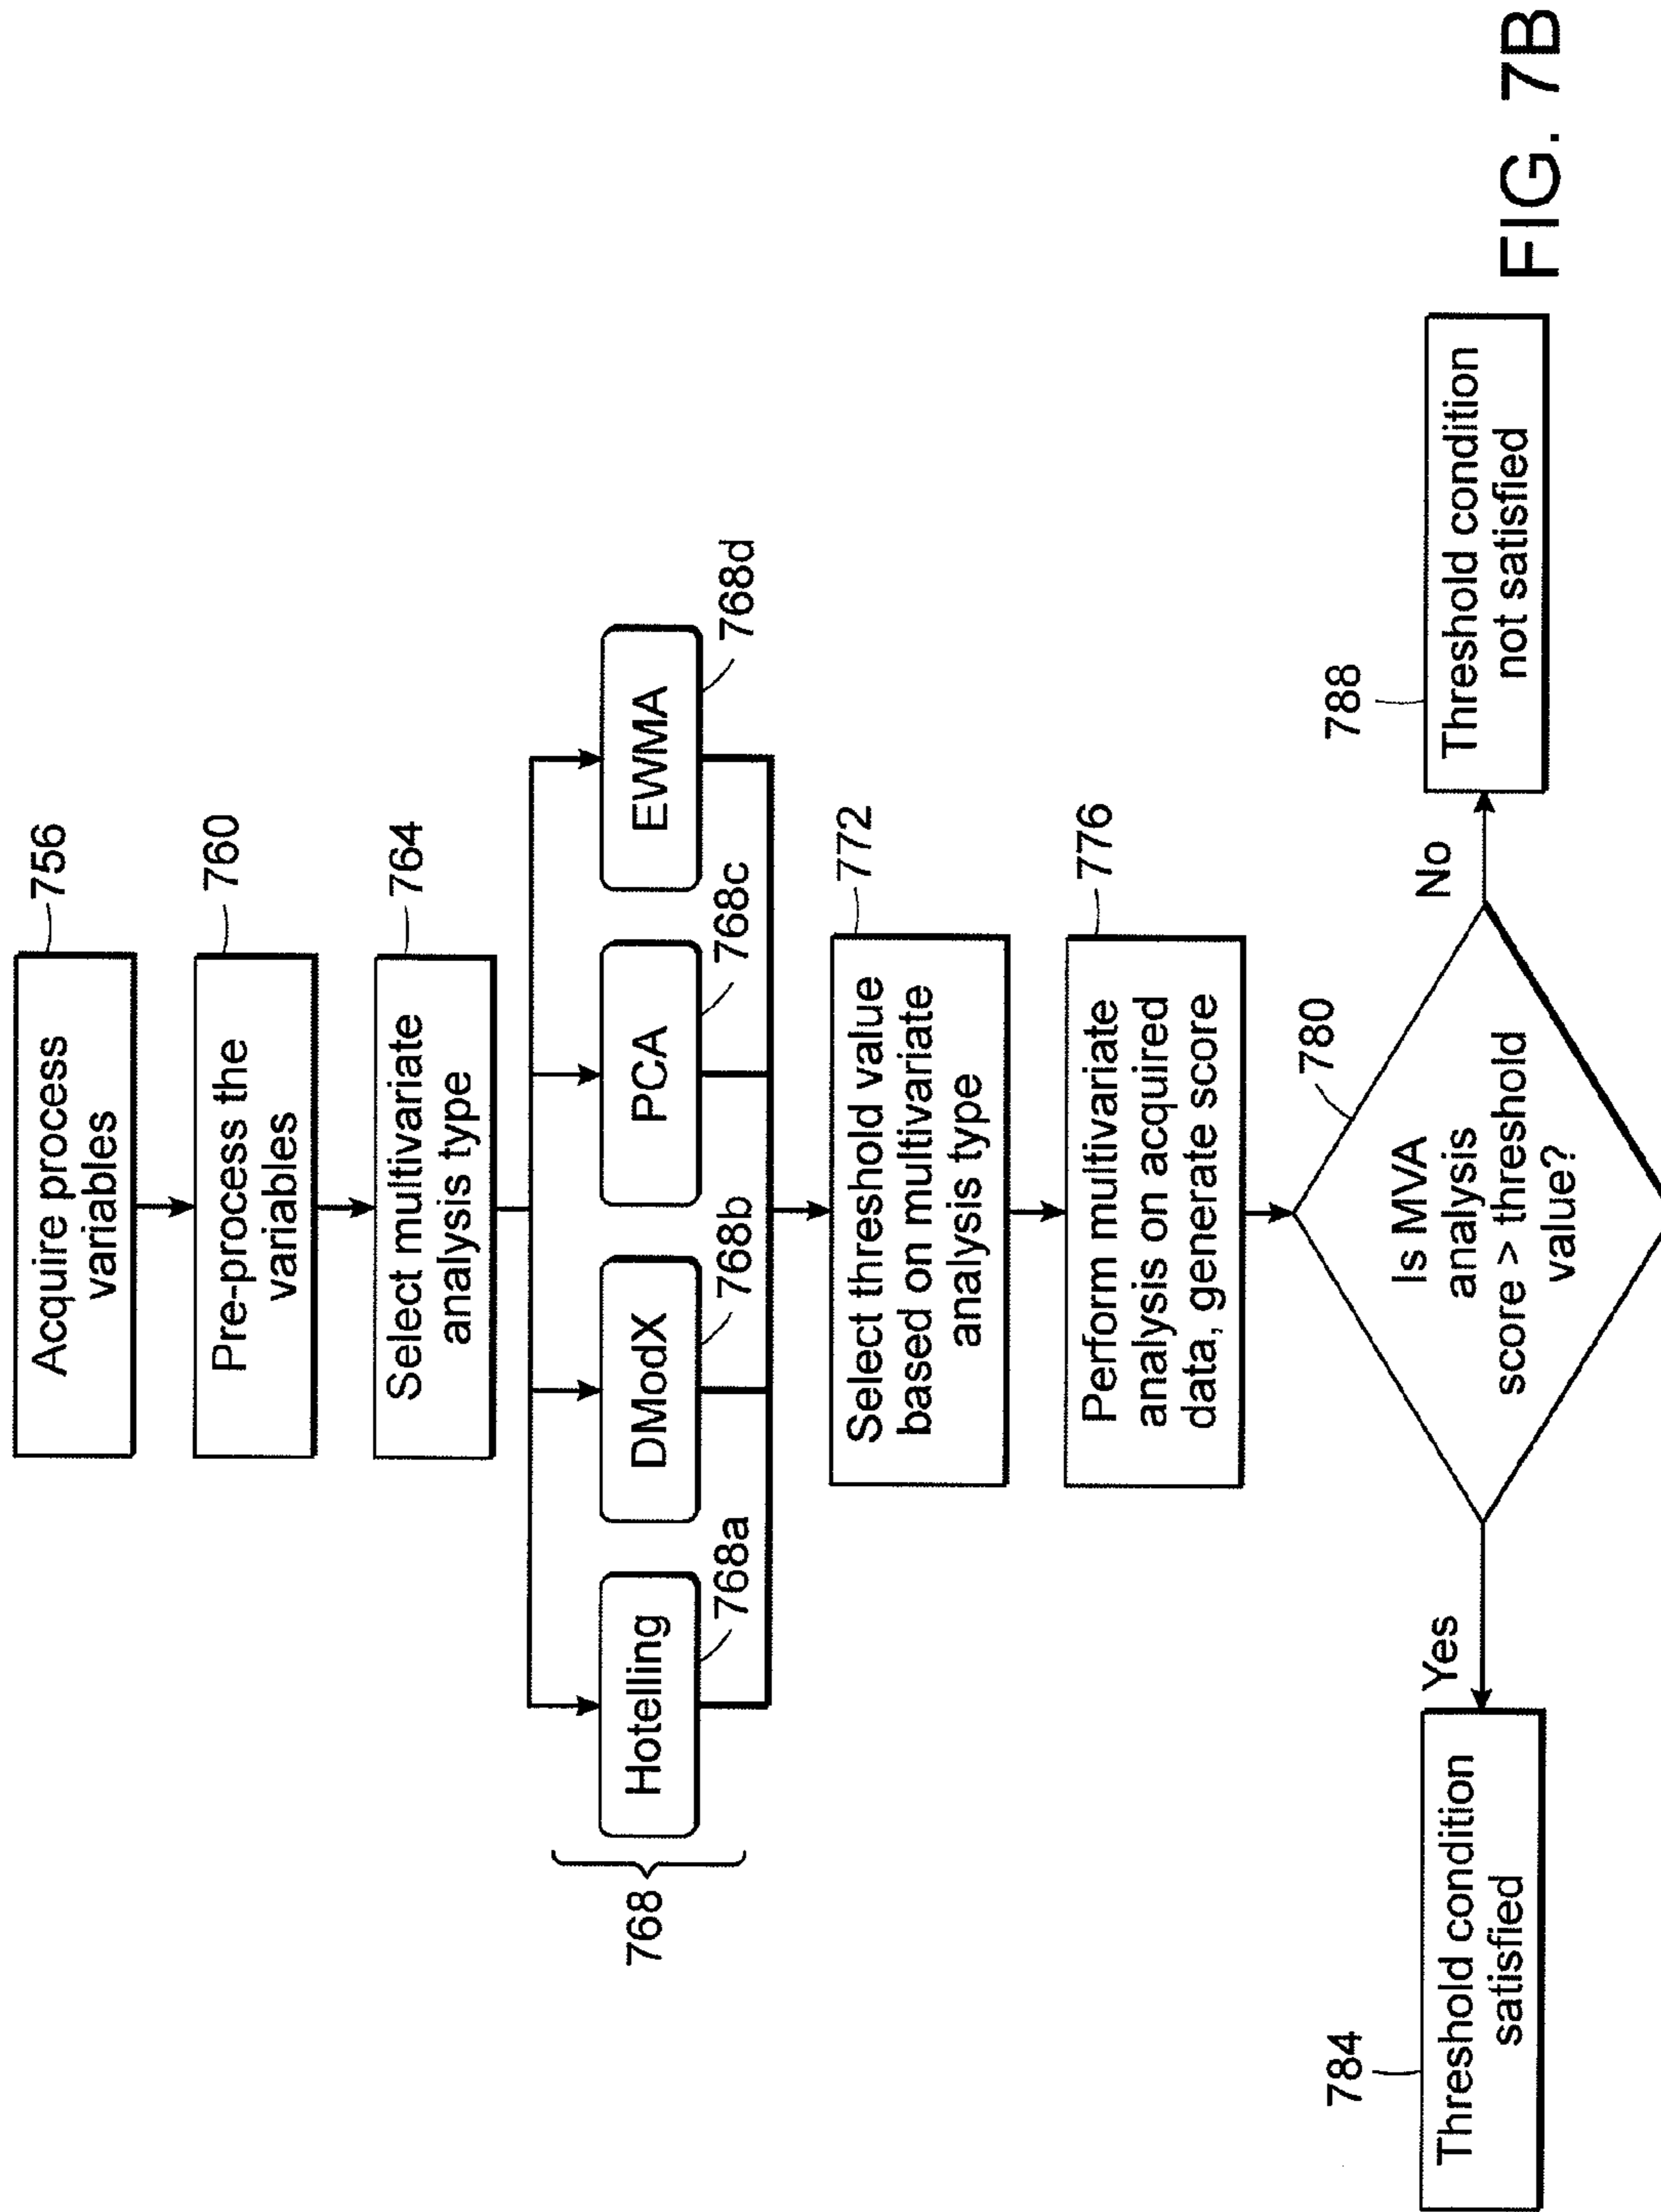 Acquire process
variables
756
Pre-process the
variables
760
Select multivariate
analysis type
764
768
Hotelling
768a
DModX
768b
PCA
768c
EWMA
768d
Select threshold value
based on multivariate
analysis type
772
Perform multivariate
analysis on acquired
data, generate score
776
Is MVA
analysis
score > threshold
value?
780
Yes
No
784
Threshold condition
satisfied
788
Threshold condition
not satisfied
FIG. 7B